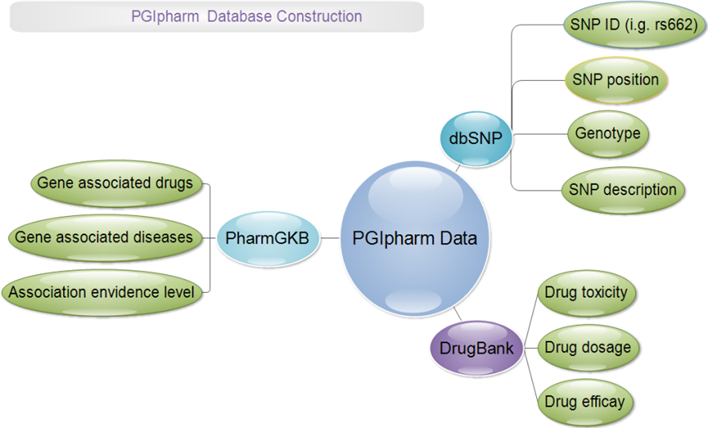 PGIpharm Database Construction
SNP ID (i.g. rs662)
SNP position
dbSNP
Genotype
SNP description
Gene associated drugs
Gene associated diseases
Association envidence level
PharmGKB
PGIpharm Data
DrugBank
Drug toxicity
Drug dosage
Drug efficay